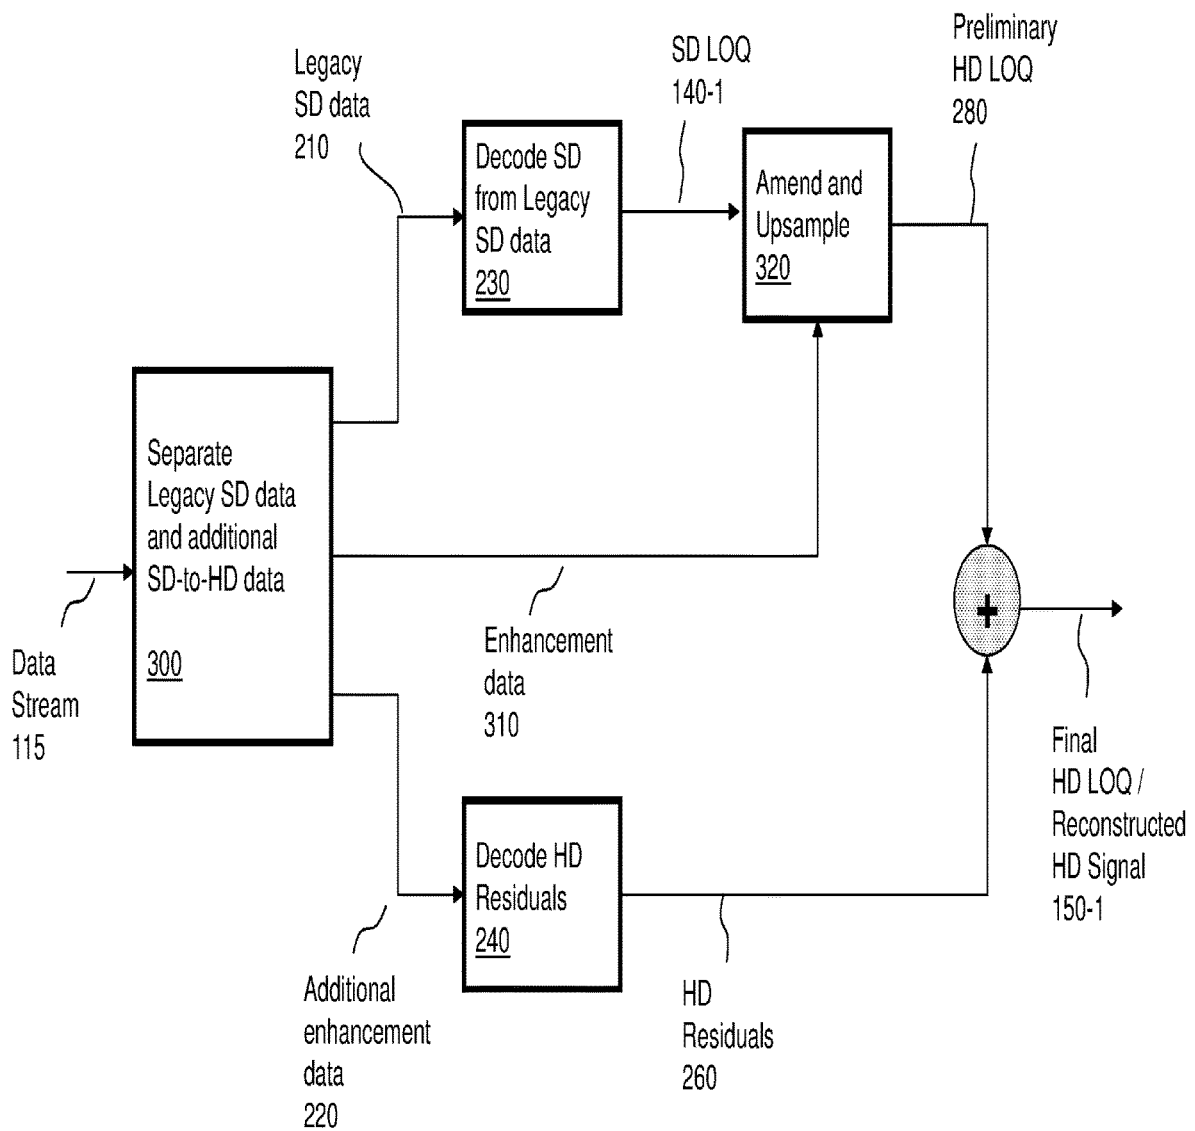 Preliminary
HD LOQ
280
SD LOQ
140-1
Legacy
SD data
210
Decode SD
from Legacy
SD data
230
Amend and
Upsample
320
Separate
Legacy SD data
and additional
SD-to-HD data
300
Data
Stream
115
Enhancement
data
310
+
Final
HD LOQ /
Reconstructed
HD Signal
150-1
Decode HD
Residuals
240
Additional
enhancement
data
220
HD
Residuals
260